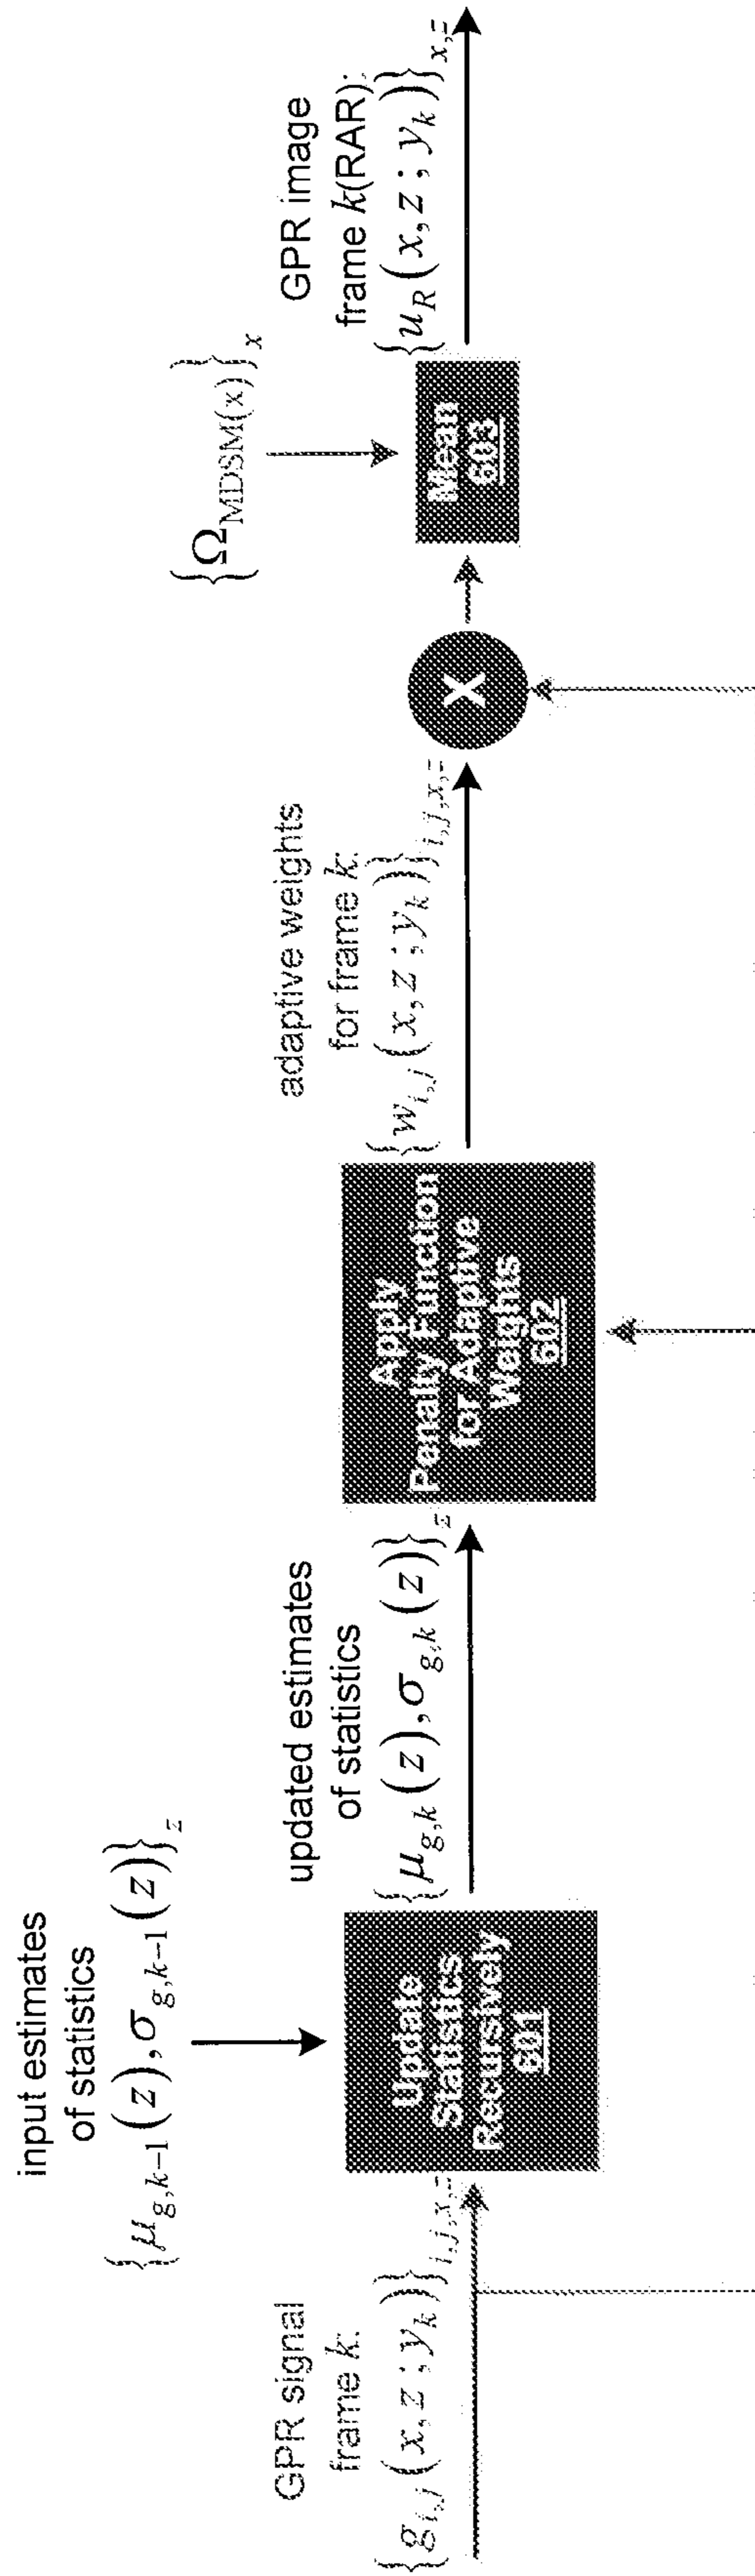 input estimates
of statistics
{μ_{g,k−1}(z), σ_{g,k−1}(z)}_z
GPR signal
frame k:
{g_{i,j}(x, z ; y_k)}_{i,j,x,z}
Update
Statistics
Recursively
601
updated estimates
of statistics
{μ_{g,k}(z), σ_{g,k}(z)}_z
Apply
Penalty Function
for Adaptive
Weights
602
adaptive weights
for frame k:
{w_{i,j}(x, z ; y_k)}_{i,j,x,z}
X
{Ω_{MDSM(x)}}_x
Mean
603
GPR image
frame k(RAR):
{u_R(x, z ; y_k)}_{x,z}